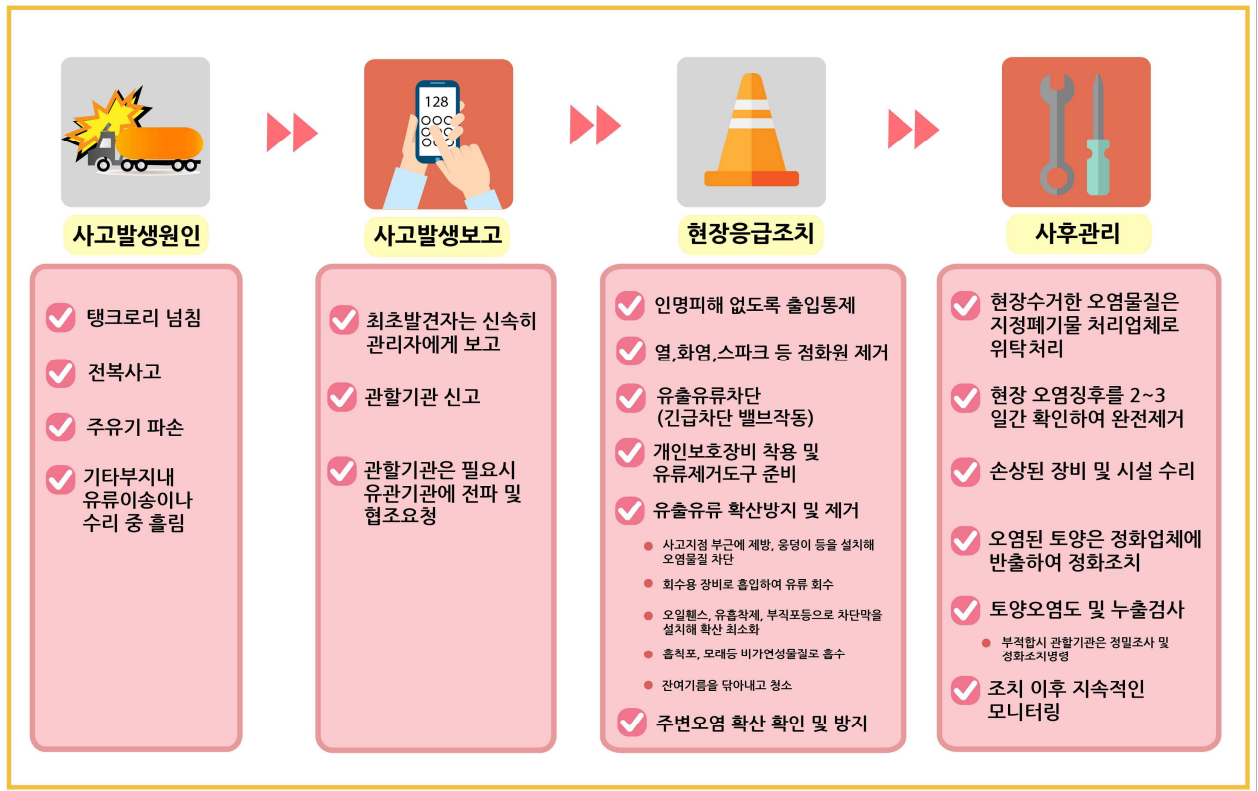 128
사고발생원인
탱크로리 넘침
전복사고
주유기 파손
기타부지내
유류이송이나
수리 중 흘림
사고발생보고
최초발견자는 신속히
관리자에게 보고
관할기관 신고
관할기관은 필요시
유관기관에 전파 및
협조요청
현장응급조치
인명피해 없도록 출입통제
열,화염,스파크 등 점화원 제거
유출유류차단
(긴급차단 밸브작동)
개인보호장비 착용 및
유류제거도구 준비
유출유류 확산방지 및 제거
사고지점 부근에 제방, 웅덩이 등을 설치해
오염물질 차단
회수용 장비로 흡입하여 유류 회수
오일휀스, 유흡착제, 부직포등으로 차단막을
설치해 확산 최소화
흡착포, 모래등 비가연성물질로 흡수
잔여기름을 닦아내고 청소
주변오염 확산 확인 및 방지
사후관리
현장수거한 오염물질은
지정폐기물 처리업체로
위탁처리
현장 오염징후를 2~3
일간 확인하여 완전제거
손상된 장비 및 시설 수리
오염된 토양은 정화업체에
반출하여 정화조치
토양오염도 및 누출검사
부적합시 관할기관은 정밀조사 및
정화조치명령
조치 이후 지속적인
모니터링